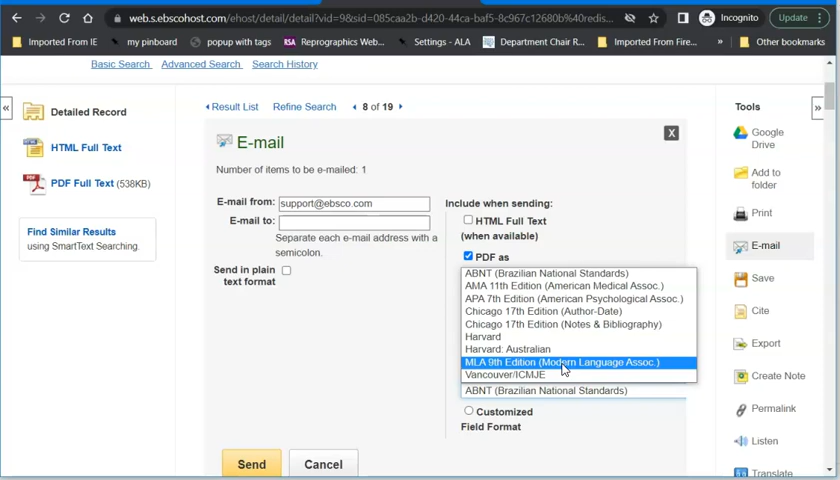 web.s.ebscohost.com/ehost/detail/detail?vid=9&sid=085caa2b-d420-44ca-baf5-8c967c12680b%40redis...
Incognito
Update
Imported From IE
my pinboard
popup with tags
RSA
Reprographics Web...
Settings - ALA
Department Chair R...
Imported From Fire...
»
Other bookmarks
Basic Search
Advanced Search
Search History
«
Detailed Record
HTML Full Text
PDF Full Text (538KB)
Find Similar Results
using SmartText Searching.
Result List
Refine Search
8 of 19
E-mail
X
Number of items to be e-mailed: 1
E-mail from:
support@ebsco.com
E-mail to:
Separate each e-mail address with a
semicolon.
Send in plain
text format
Include when sending:
HTML Full Text
(when available)
PDF as
ABNT (Brazilian National Standards)
AMA 11th Edition (American Medical Assoc.)
APA 7th Edition (American Psychological Assoc.)
Chicago 17th Edition (Author-Date)
Chicago 17th Edition (Notes & Bibliography)
Harvard
Harvard: Australian
MLA 9th Edition (Modern Language Assoc.)
Vancouver/ICMJE
ABNT (Brazilian National Standards)
Customized
Field Format
Send
Cancel
Tools
»
Google
Drive
Add to
folder
Print
E-mail
Save
Cite
Export
Create Note
Permalink
Listen
Translate